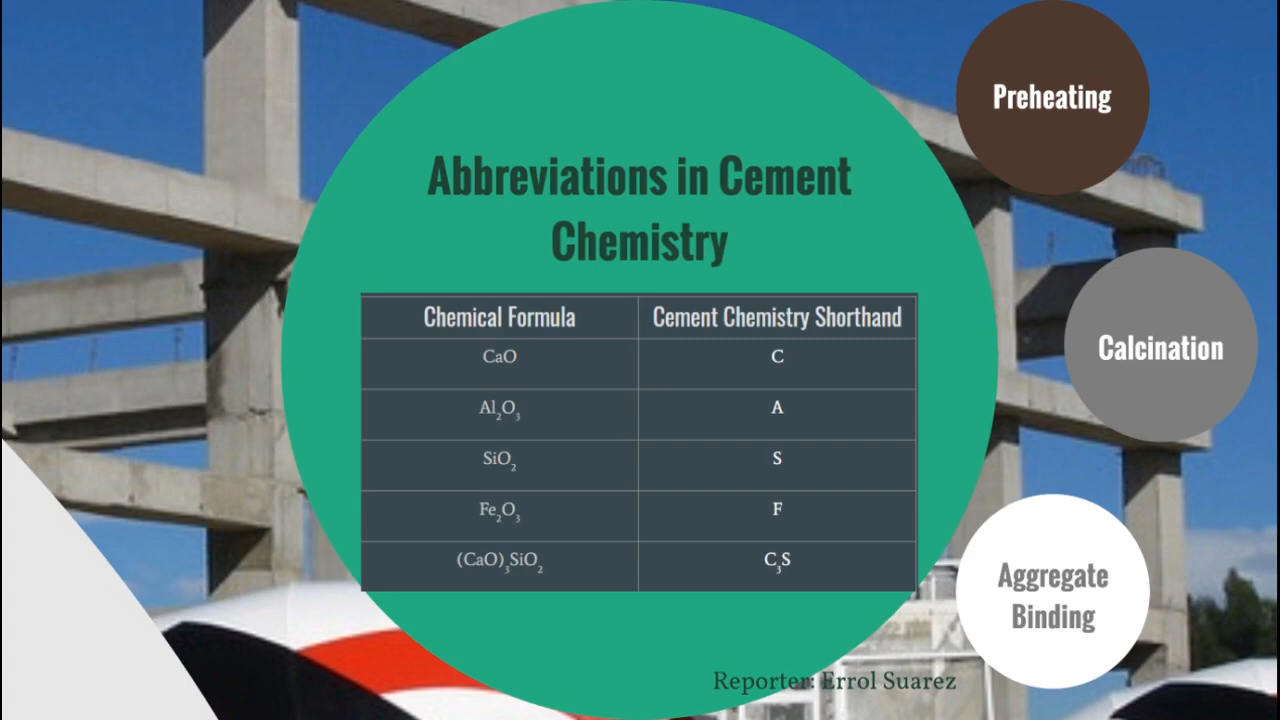 Abbreviations in Cement
Chemistry
Chemical Formula Cement Chemistry Shorthand
CaO C
Al₂O₃ A
SiO₂ S
Fe₂O₃ F
(CaO)₃SiO₂ C₃S
Reporter: Errol Suarez
Preheating
Calcination
Aggregate
Binding